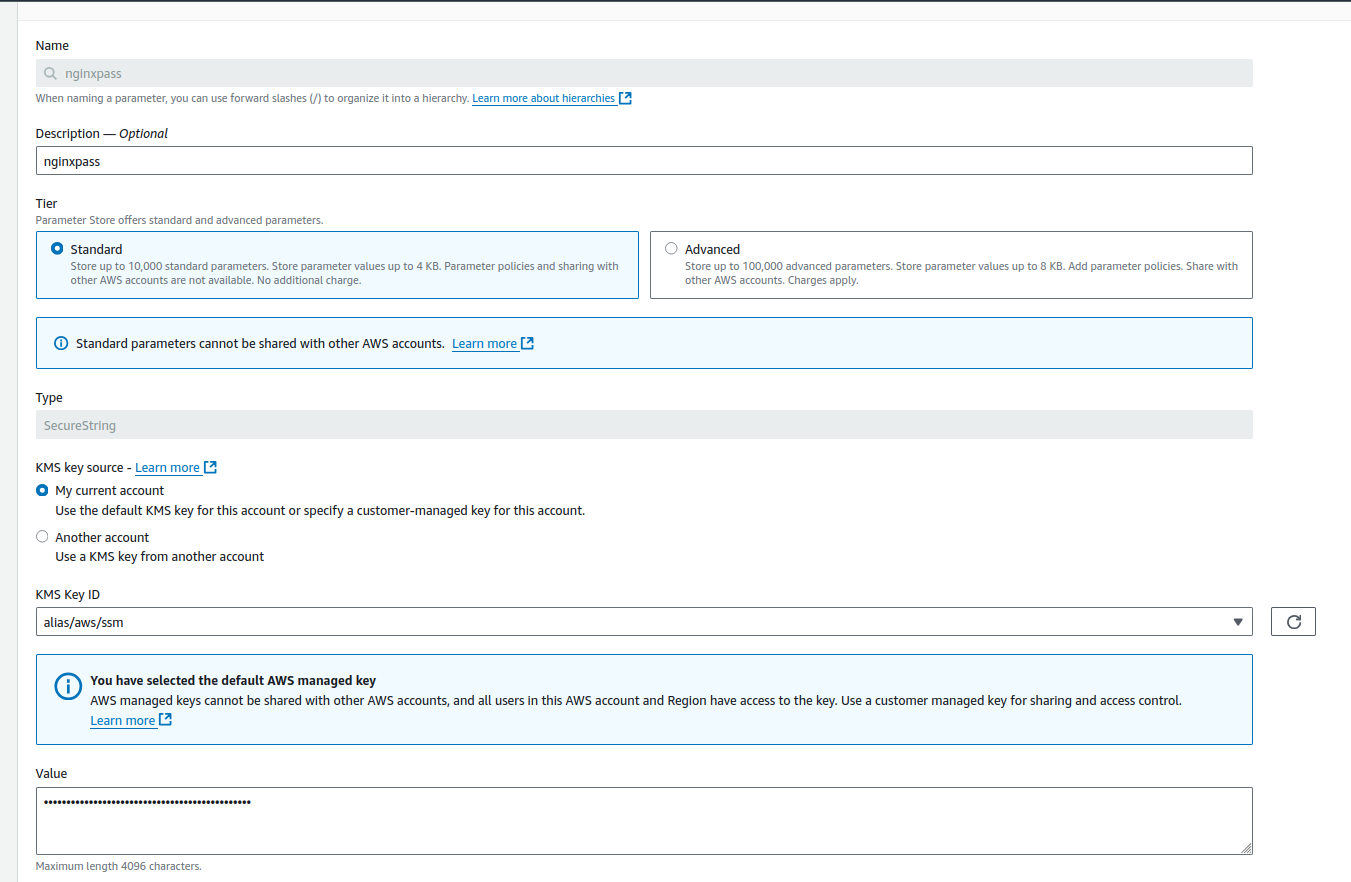 Name
nginxpass
When naming a parameter, you can use forward slashes (/) to organize it into a hierarchy. Learn more about hierarchies
Description — Optional
nginxpass
Tier
Parameter Store offers standard and advanced parameters.
Standard
Store up to 10,000 standard parameters. Store parameter values up to 4 KB. Parameter policies and sharing with
other AWS accounts are not available. No additional charge.
Advanced
Store up to 100,000 advanced parameters. Store parameter values up to 8 KB. Add parameter policies. Share with
other AWS accounts. Charges apply.
Standard parameters cannot be shared with other AWS accounts. Learn more
Type
SecureString
KMS key source - Learn more
My current account
Use the default KMS key for this account or specify a customer-managed key for this account.
Another account
Use a KMS key from another account
KMS Key ID
alias/aws/ssm
You have selected the default AWS managed key
AWS managed keys cannot be shared with other AWS accounts, and all users in this AWS account and Region have access to the key. Use a customer managed key for sharing and access control.
Learn more
Value
••••••••••••••••••••••••••••••••••••••••••••••
Maximum length 4096 characters.